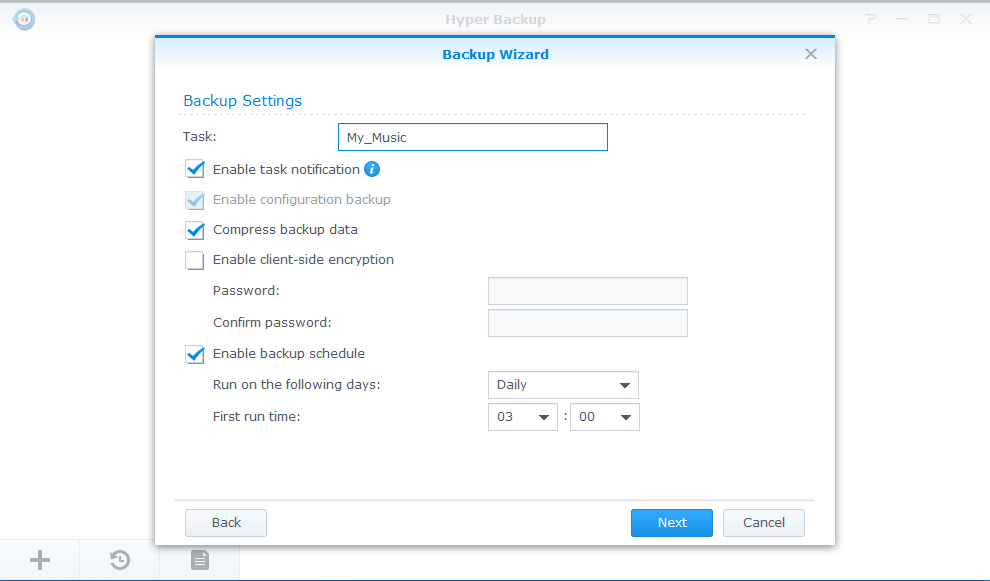 Hyper Backup
Backup Wizard
Backup Settings
Task: My_Music
Enable task notification
Enable configuration backup
Compress backup data
Enable client-side encryption
Password:
Confirm password:
Enable backup schedule
Run on the following days: Daily
First run time: 03 : 00
Back Next Cancel